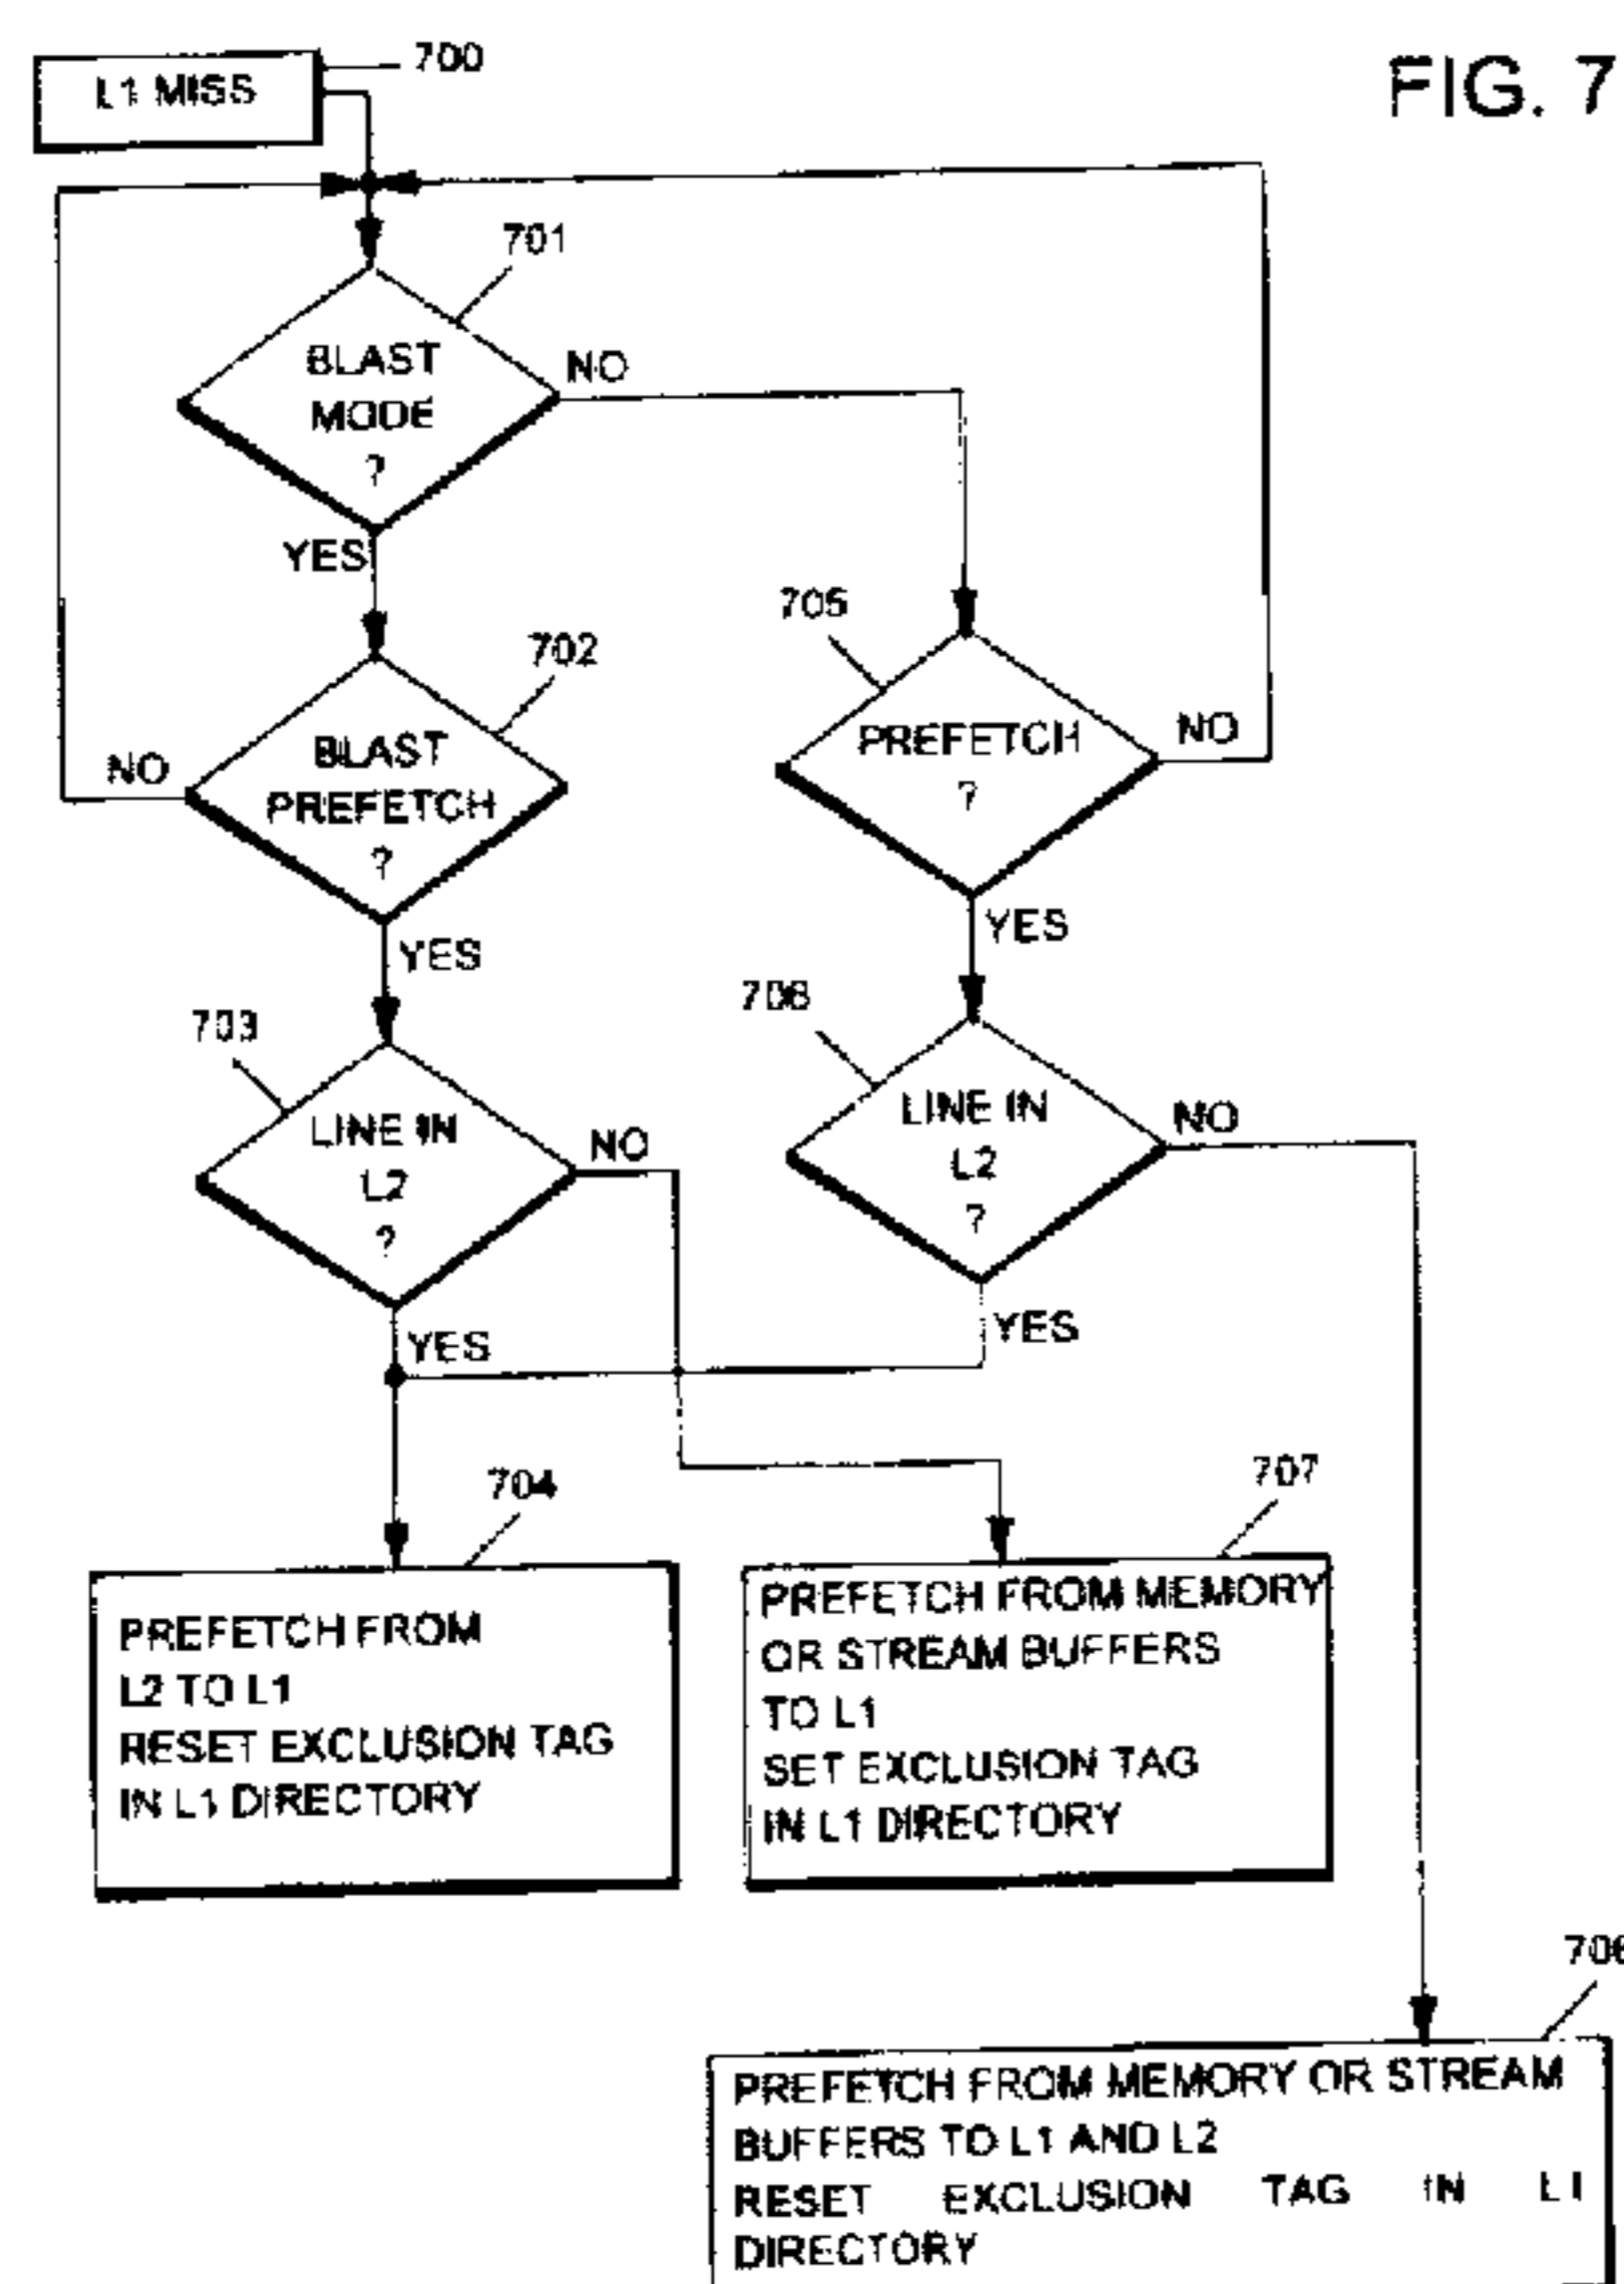 FIG. 7
L1 MISS
700
701
BLAST
MODE
?
NO
YES
702
BLAST
PREFETCH
?
NO
YES
705
PREFETCH
?
NO
YES
703
LINE IN
L2
?
NO
YES
LINE IN
L2
?
NO
YES
704
PREFETCH FROM
L2 TO L1
RESET EXCLUSION TAG
IN L1 DIRECTORY
707
PREFETCH FROM MEMORY
OR STREAM BUFFERS
TO L1
SET EXCLUSION TAG
IN L1 DIRECTORY
PREFETCH FROM MEMORY OR STREAM
BUFFERS TO L1 AND L2
RESET EXCLUSION TAG IN L1
DIRECTORY